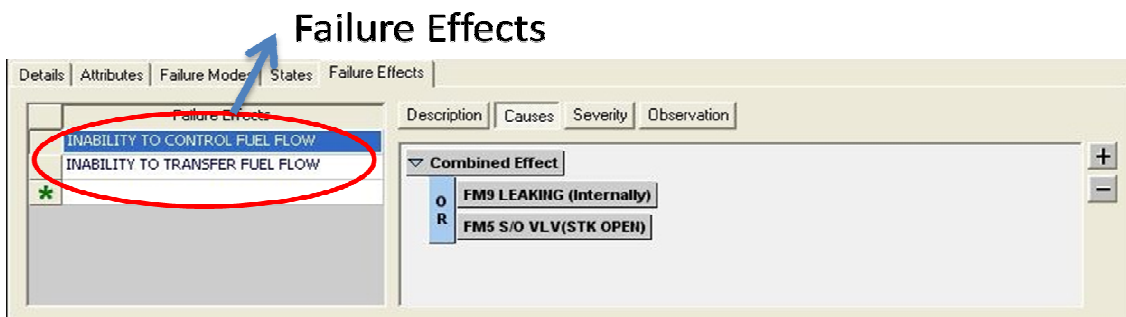 Failure Effects
Details Attributes Failure Modes States Failure Effects
Failure Effects
INABILITY TO CONTROL FUEL FLOW
INABILITY TO TRANSFER FUEL FLOW
*
Description Causes Severity Observation
Combined Effect
OR
FM9 LEAKING (Internally)
FM5 S/O VLV(STK OPEN)
+
−